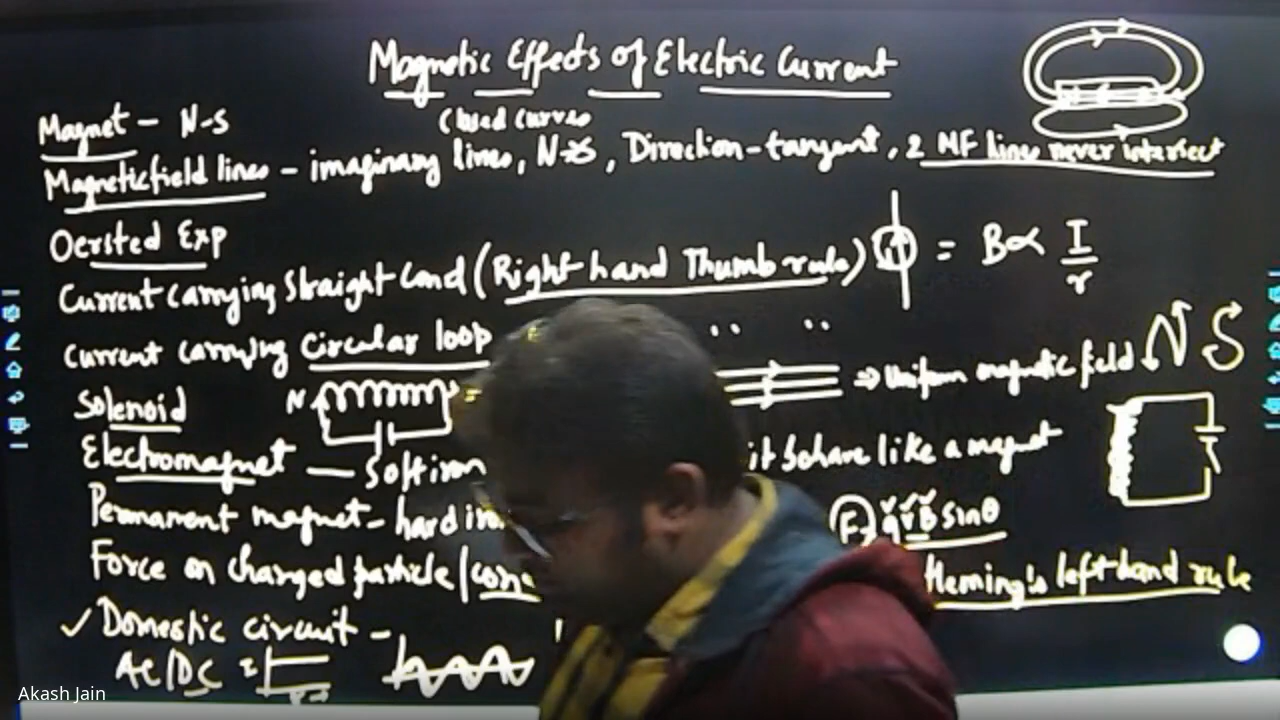 Magnetic Effects of Electric Current
Magnet - N-S
Closed curves
Magnetic field lines - imaginary lines, N→S, Direction-tangent, 2 MF lines never intersect
Oersted Exp
Current carrying Straight Cond (Right hand Thumb rule) = B∝ I/r
Current carrying Circular loop
⇒ Uniform magnetic field N S
Solenoid N
Electromagnet — Soft iron it behave like a magnet
Permanent magnet - hard F= qvB sinθ
Force on charged particle/ Fleming's left hand rule
✓ Domestic circuit -
AC/DC
Akash Jain